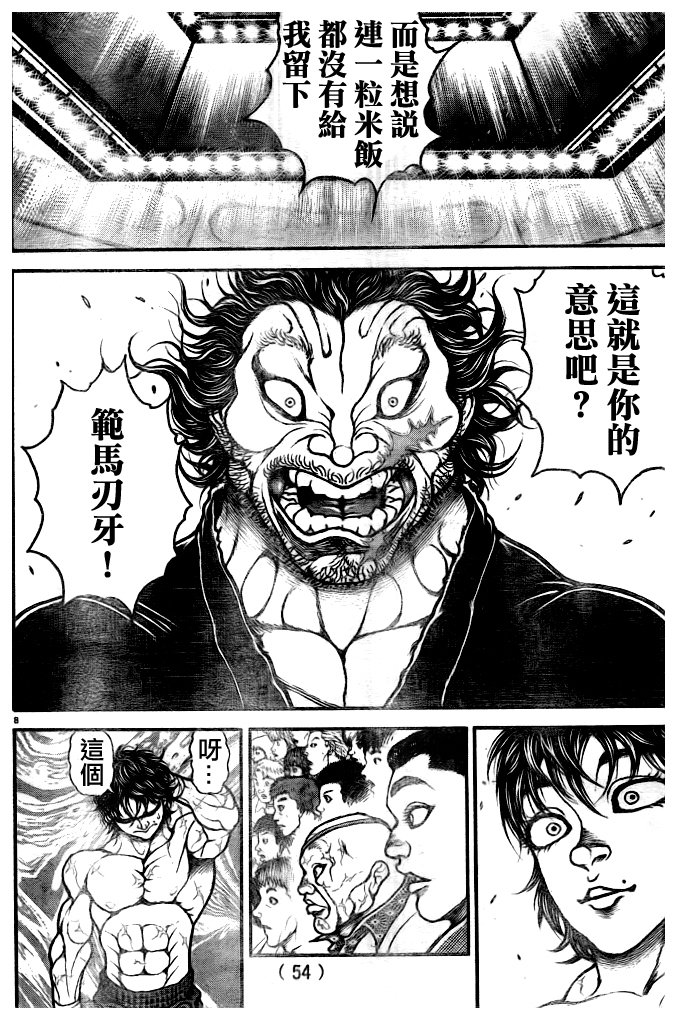 而是想説
連一粒米飯
都沒有給
我留下
這就是你的
意思吧？
範馬刃牙！
8
呀⋯
這個
（54）